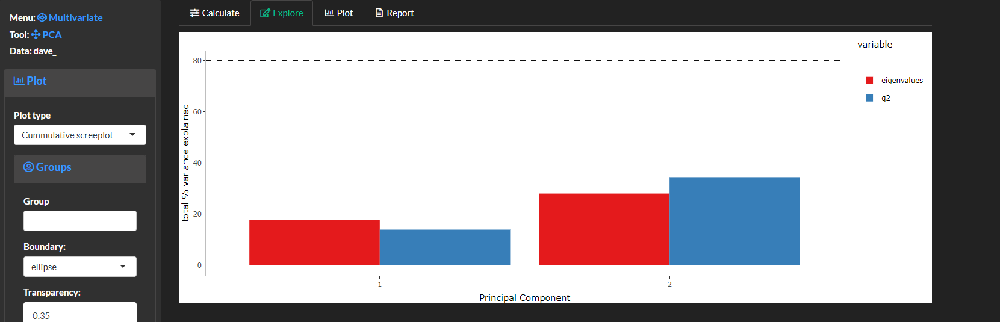 Menu: Multivariate
Tool: PCA
Data: dave_
Plot
Plot type
Cummulative screeplot
Groups
Group
Boundary:
ellipse
Transparency:
0.35
Calculate
Explore
Plot
Report
variable
eigenvalues
q2
total % variance explained
80
60
40
20
0
1
2
Principal Component